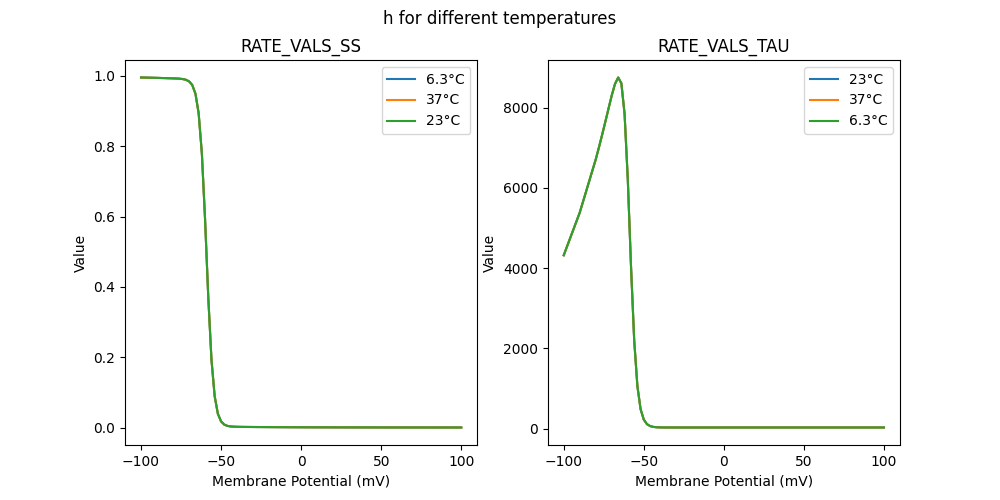 h for different temperatures
RATE_VALS_SS
1.0
0.8
0.6
0.4
0.2
0.0
Value
−100
−50
0
50
100
Membrane Potential (mV)
6.3°C
37°C
23°C
RATE_VALS_TAU
8000
6000
4000
2000
0
Value
−100
−50
0
50
100
Membrane Potential (mV)
23°C
37°C
6.3°C